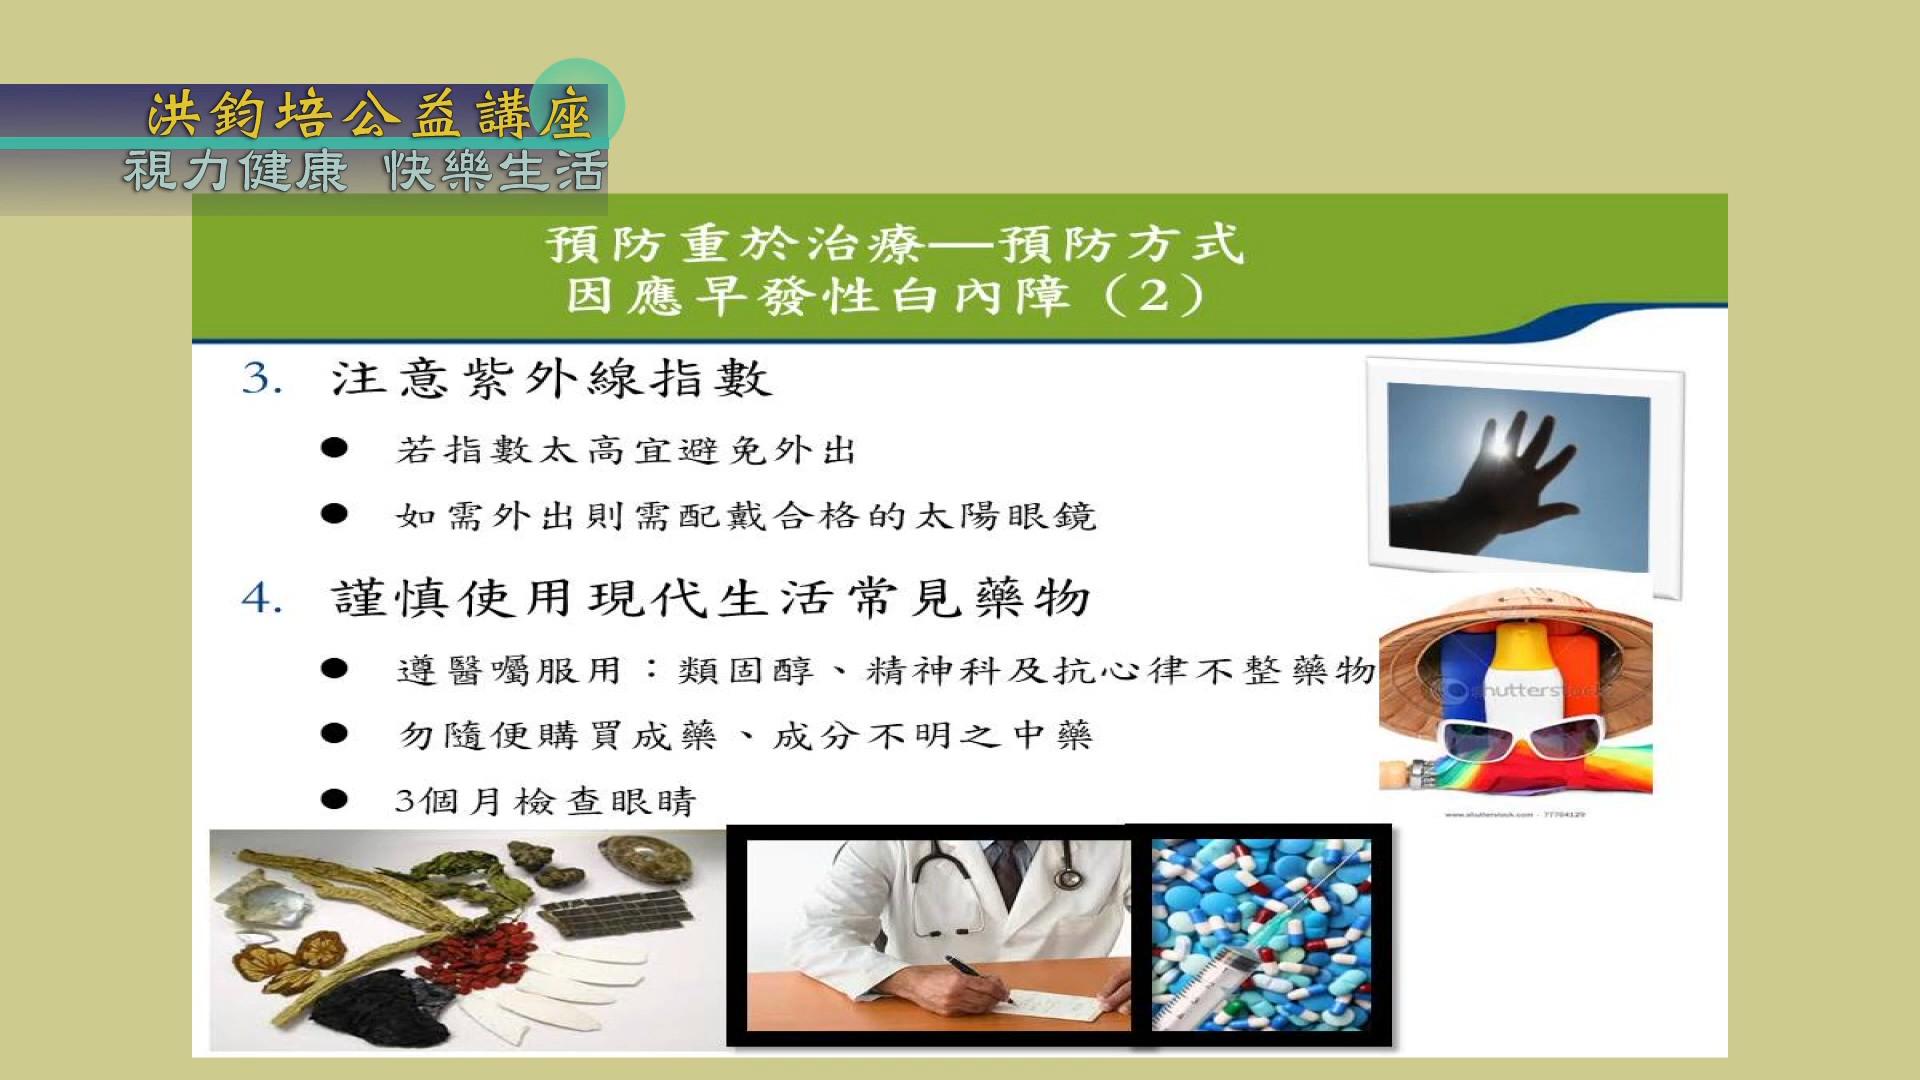 洪鈞培公益講座
視力健康 快樂生活
預防重於治療—預防方式
因應早發性白內障（2）
3. 注意紫外線指數
● 若指數太高宜避免外出
● 如需外出則需配戴合格的太陽眼鏡
4. 謹慎使用現代生活常見藥物
● 遵醫囑服用：類固醇、精神科及抗心律不整藥物
● 勿隨便購買成藥、成分不明之中藥
● 3個月檢查眼睛
shutterstock
www.shutterstock.com · 77704129